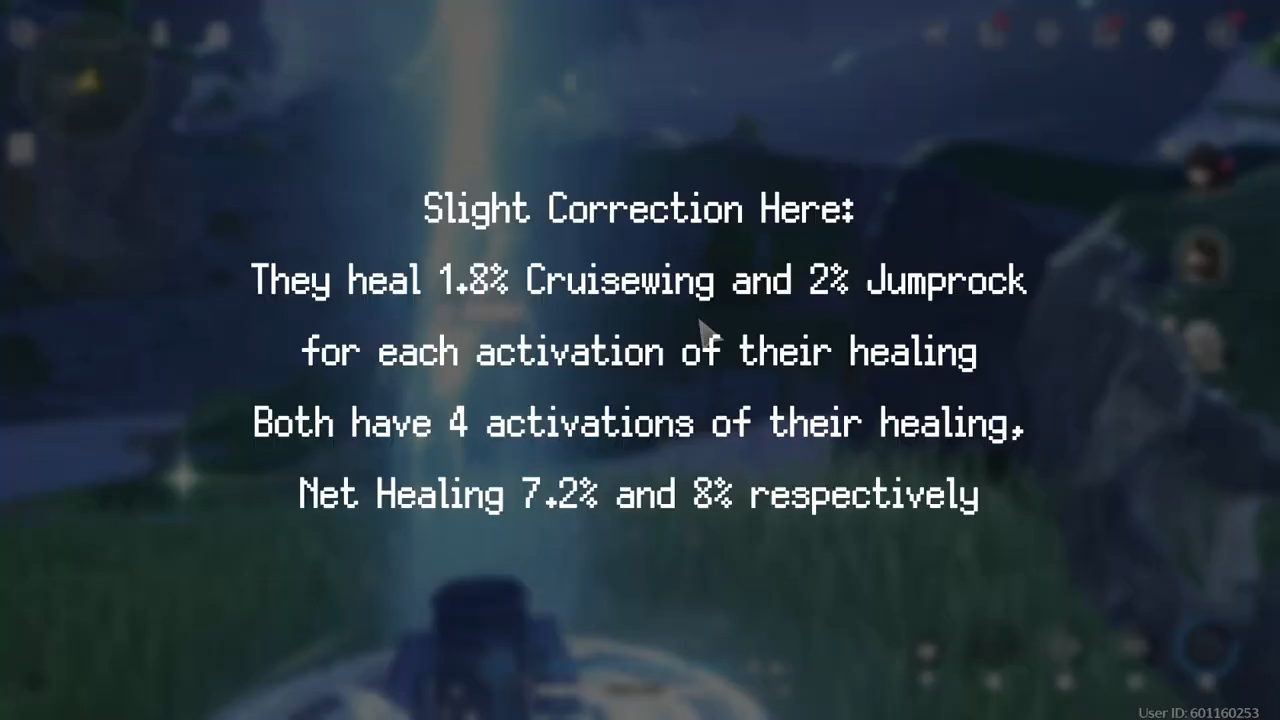 Slight Correction Here:
They heal 1.8% Cruisewing and 2% Jumprock
for each activation of their healing
Both have 4 activations of their healing,
Net Healing 7.2% and 8% respectively
User ID: 601160253